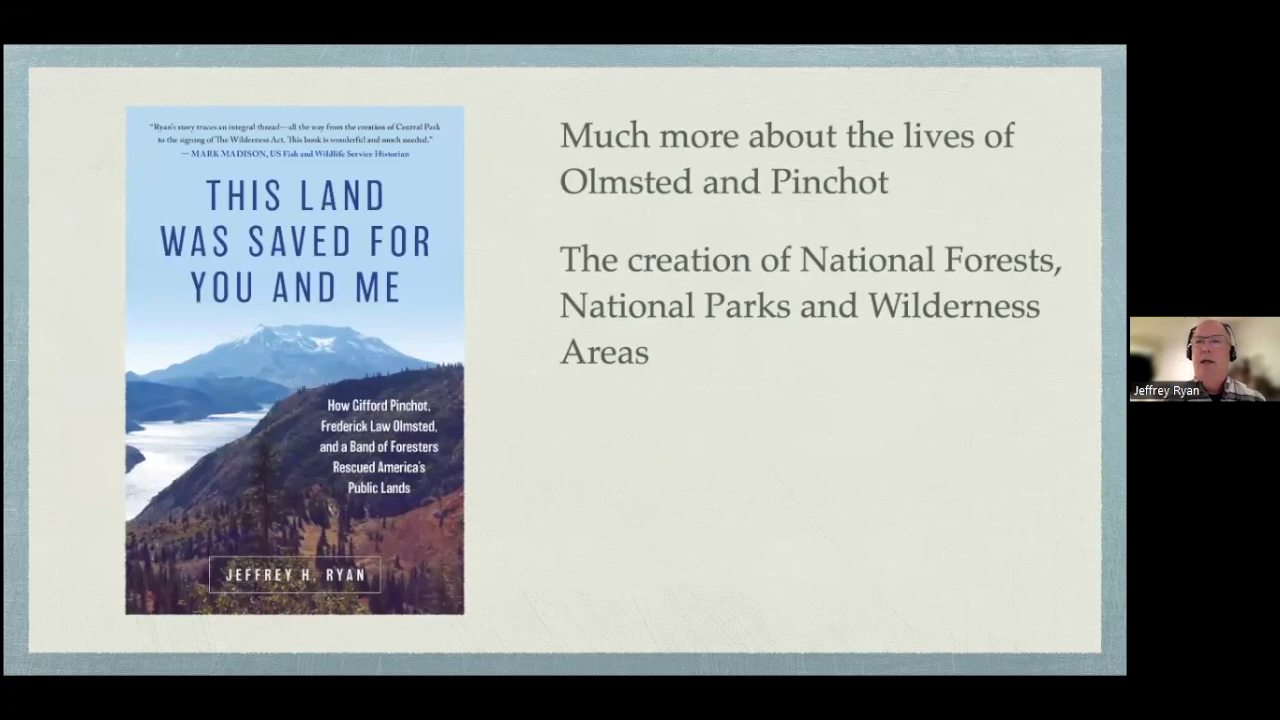 "Ryan's story traces an integral thread—all the way from the creation of Central Park
to the signing of The Wilderness Act. This book is wonderful and much needed."
— MARK MADISON, US Fish and Wildlife Service Historian
THIS LAND
WAS SAVED FOR
YOU AND ME
How Gifford Pinchot,
Frederick Law Olmsted,
and a Band of Foresters
Rescued America's
Public Lands
JEFFREY H. RYAN
Much more about the lives of
Olmsted and Pinchot
The creation of National Forests,
National Parks and Wilderness
Areas
Jeffrey Ryan